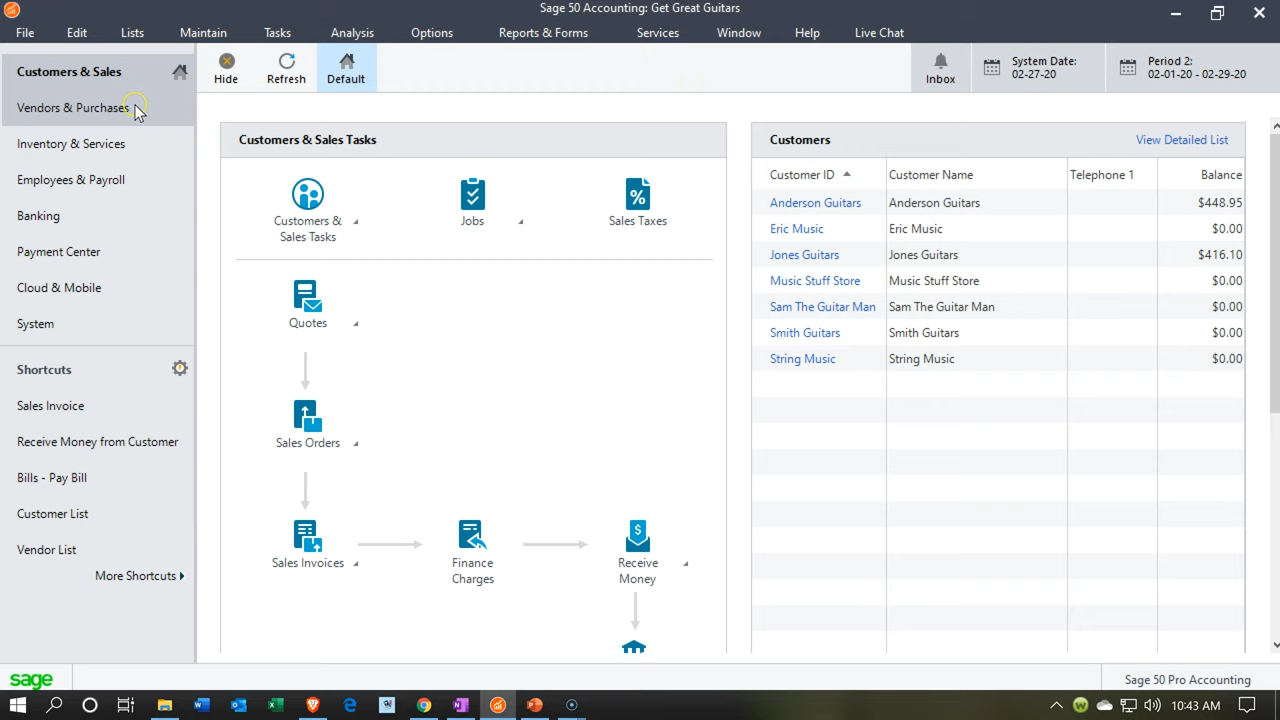 Sage 50 Accounting: Get Great Guitars
File Edit Lists Maintain Tasks Analysis Options Reports & Forms Services Window Help Live Chat
Customers & Sales
Vendors & Purchases
Inventory & Services
Employees & Payroll
Banking
Payment Center
Cloud & Mobile
System
Shortcuts
Sales Invoice
Receive Money from Customer
Bills - Pay Bill
Customer List
Vendor List
More Shortcuts
Hide Refresh Default
Inbox
System Date:
02-27-20
Period 2:
02-01-20 - 02-29-20
Customers & Sales Tasks
Customers &
Sales Tasks
Jobs
Sales Taxes
Quotes
Sales Orders
Sales Invoices
Finance
Charges
Receive
Money
Customers View Detailed List
Customer ID Customer Name Telephone 1 Balance
Anderson Guitars Anderson Guitars $448.95
Eric Music Eric Music $0.00
Jones Guitars Jones Guitars $416.10
Music Stuff Store Music Stuff Store $0.00
Sam The Guitar Man Sam The Guitar Man $0.00
Smith Guitars Smith Guitars $0.00
String Music String Music $0.00
sage
Sage 50 Pro Accounting
10:43 AM